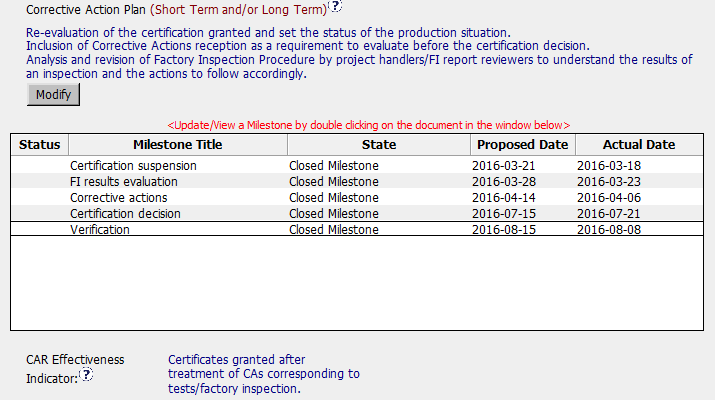 Corrective Action Plan (Short Term and/or Long Term) ?
Re-evaluation of the certification granted and set the status of the production situation.
Inclusion of Corrective Actions reception as a requirement to evaluate before the certification decision.
Analysis and revision of Factory Inspection Procedure by project handlers/FI report reviewers to understand the results of
an inspection and the actions to follow accordingly.
Modify
<Update/View a Milestone by double clicking on the document in the window below>
Status Milestone Title State Proposed Date Actual Date
Certification suspension Closed Milestone 2016-03-21 2016-03-18
FI results evaluation Closed Milestone 2016-03-28 2016-03-23
Corrective actions Closed Milestone 2016-04-14 2016-04-06
Certification decision Closed Milestone 2016-07-15 2016-07-21
Verification Closed Milestone 2016-08-15 2016-08-08
CAR Effectiveness Certificates granted after
Indicator: ? treatment of CAs corresponding to
tests/factory inspection.